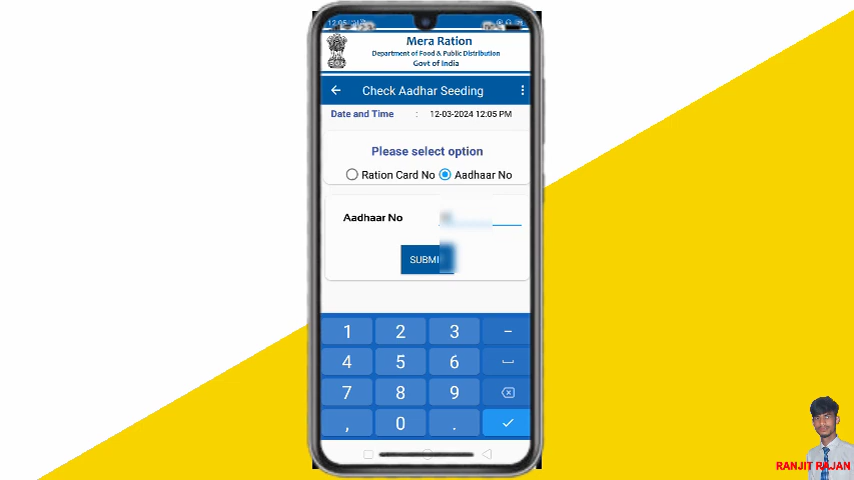 12:05
Mera Ration
Department of Food & Public Distribution
Govt of India
Check Aadhar Seeding
Date and Time : 12-03-2024 12:05 PM
Please select option
Ration Card No Aadhaar No
Aadhaar No
SUBMI
1 2 3 -
4 5 6
7 8 9
, 0 .
RANJIT RAJAN